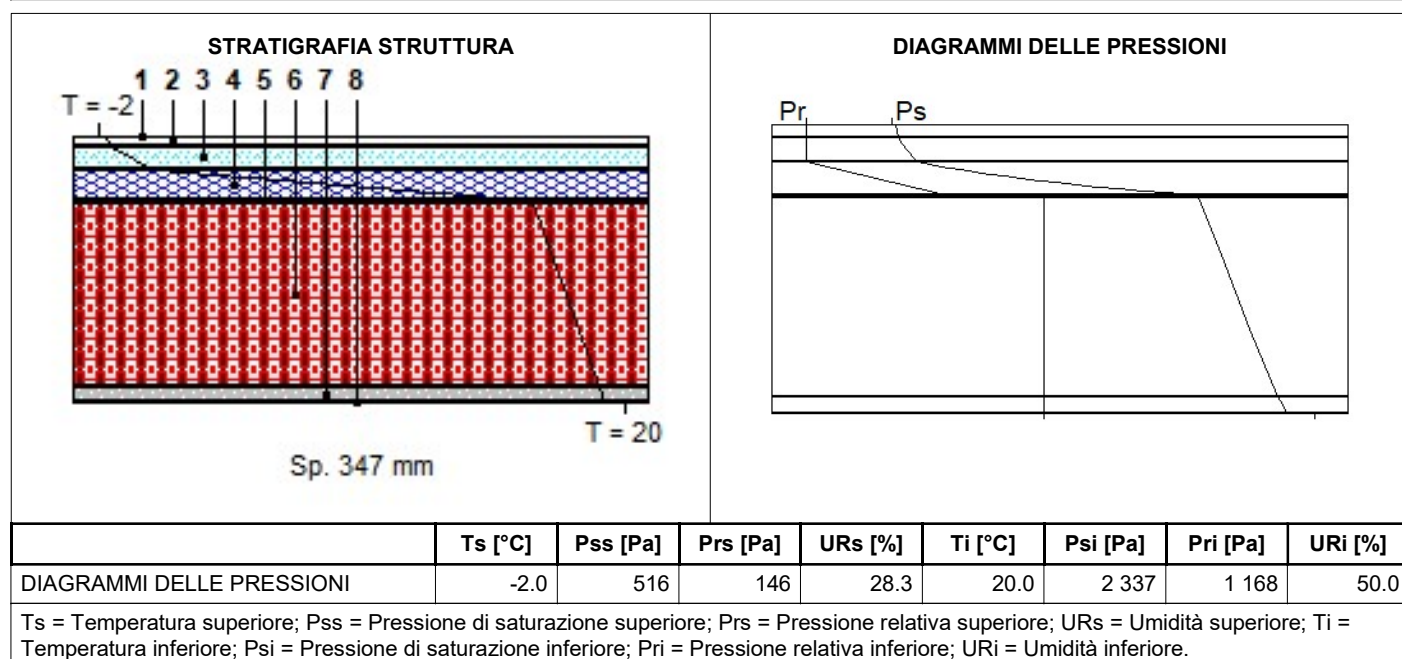 STRATIGRAFIA STRUTTURA
1 2 3 4 5 6 7 8
T = -2
T = 20
Sp. 347 mm
DIAGRAMMI DELLE PRESSIONI
Pr Ps
Ts [°C] Pss [Pa] Prs [Pa] URs [%] Ti [°C] Psi [Pa] Pri [Pa] URi [%]
DIAGRAMMI DELLE PRESSIONI -2.0 516 146 28.3 20.0 2 337 1 168 50.0
Ts = Temperatura superiore; Pss = Pressione di saturazione superiore; Prs = Pressione relativa superiore; URs = Umidità superiore; Ti =
Temperatura inferiore; Psi = Pressione di saturazione inferiore; Pri = Pressione relativa inferiore; URi = Umidità inferiore.